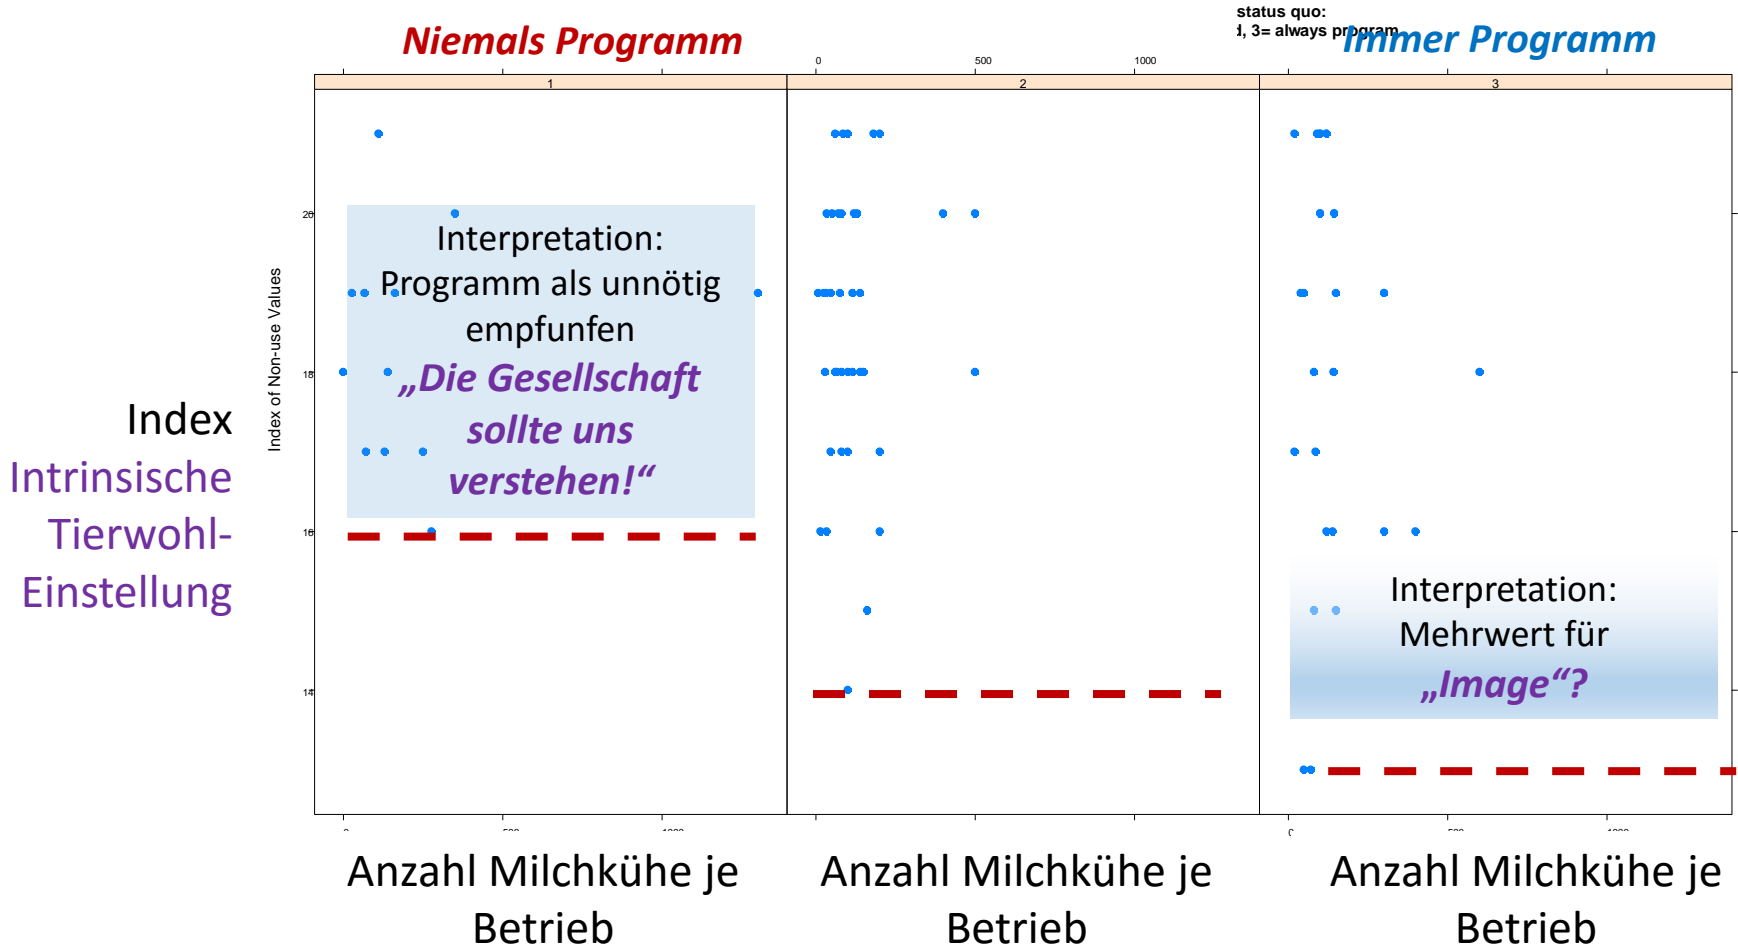 status quo:
3= always program
Niemals Programm
Immer Programm
0 500 1000
1 2 3
Index of Non-use Values
20
18
16
14
Interpretation:
Programm als unnötig
empfunfen
„Die Gesellschaft
sollte uns
verstehen!“
Index
Intrinsische
Tierwohl-
Einstellung
Interpretation:
Mehrwert für
„Image“?
Anzahl Milchkühe je
Betrieb
Anzahl Milchkühe je
Betrieb
Anzahl Milchkühe je
Betrieb